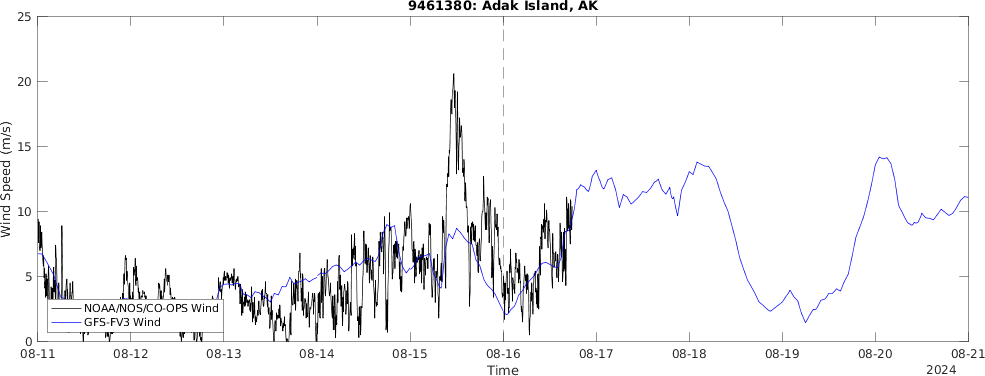 9461380: Adak Island, AK
Wind Speed (m/s)
25
20
15
10
5
0
NOAA/NOS/CO-OPS Wind
GFS-FV3 Wind
08-11 08-12 08-13 08-14 08-15 08-16 08-17 08-18 08-19 08-20 08-21
Time
2024